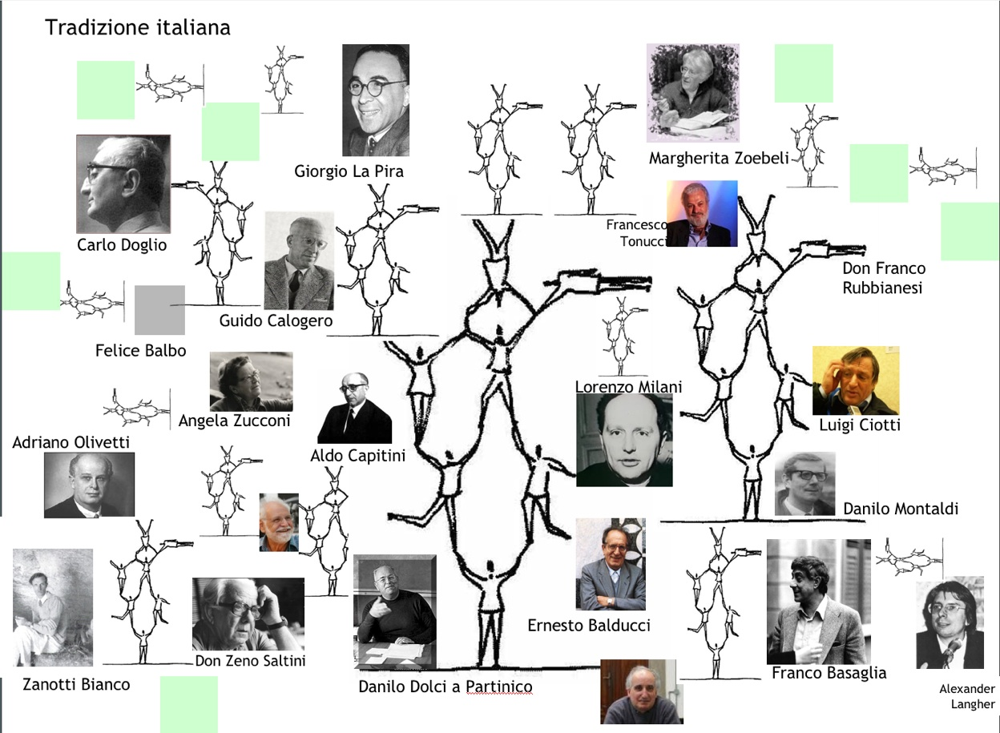 Tradizione italiana
Giorgio La Pira
Margherita Zoebeli
Carlo Doglio
Francesco
Tonucci
Don Franco
Rubbianesi
Guido Calogero
Felice Balbo
Lorenzo Milani
Angela Zucconi
Luigi Ciotti
Adriano Olivetti
Aldo Capitini
Danilo Montaldi
Ernesto Balducci
Don Zeno Saltini
Franco Basaglia
Zanotti Bianco
Danilo Dolci a Partinico
Alexander
Langher